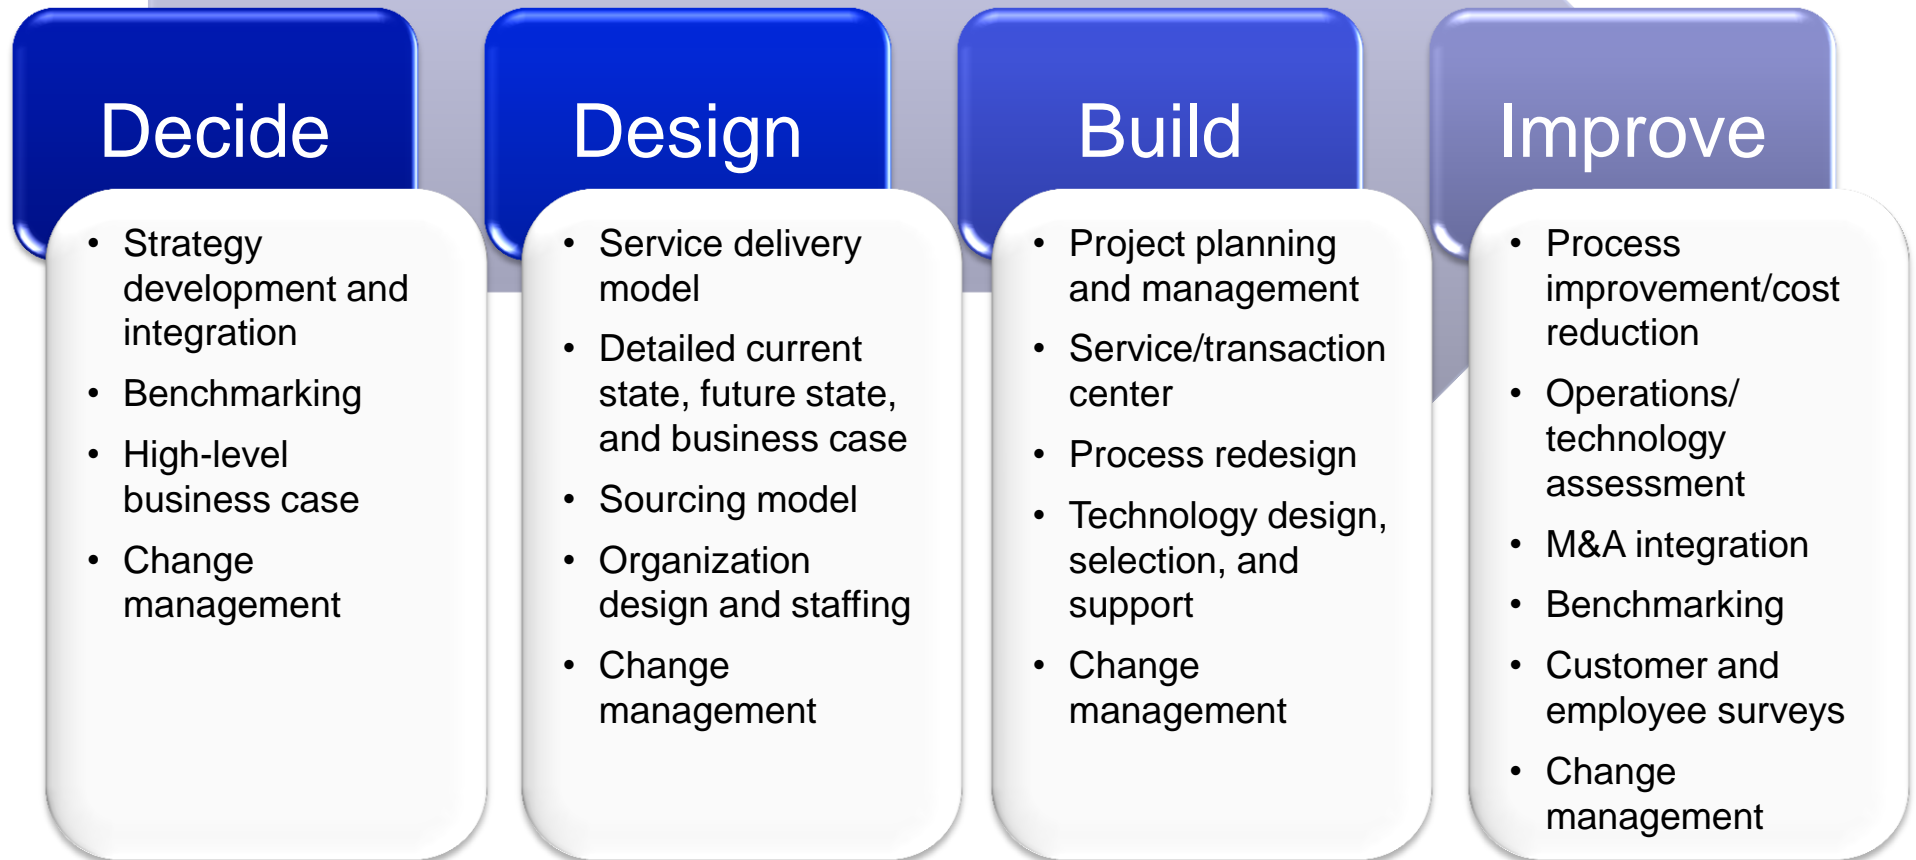 Decide
• Strategy
development and
integration
• Benchmarking
• High-level
business case
• Change
management
Design
• Service delivery
model
• Detailed current
state, future state,
and business case
• Sourcing model
• Organization
design and staffing
• Change
management
Build
• Project planning
and management
• Service/transaction
center
• Process redesign
• Technology design,
selection, and
support
• Change
management
Improve
• Process
improvement/cost
reduction
• Operations/
technology
assessment
• M&A integration
• Benchmarking
• Customer and
employee surveys
• Change
management